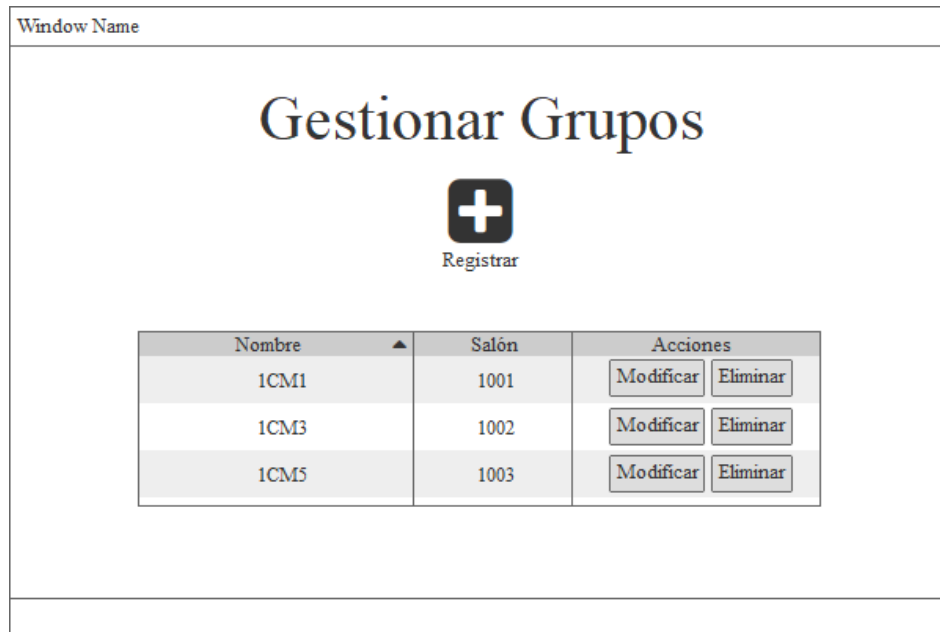 Window Name
Gestionar Grupos
Registrar
Nombre Salón Acciones
1CM1 1001 Modificar Eliminar
1CM3 1002 Modificar Eliminar
1CM5 1003 Modificar Eliminar